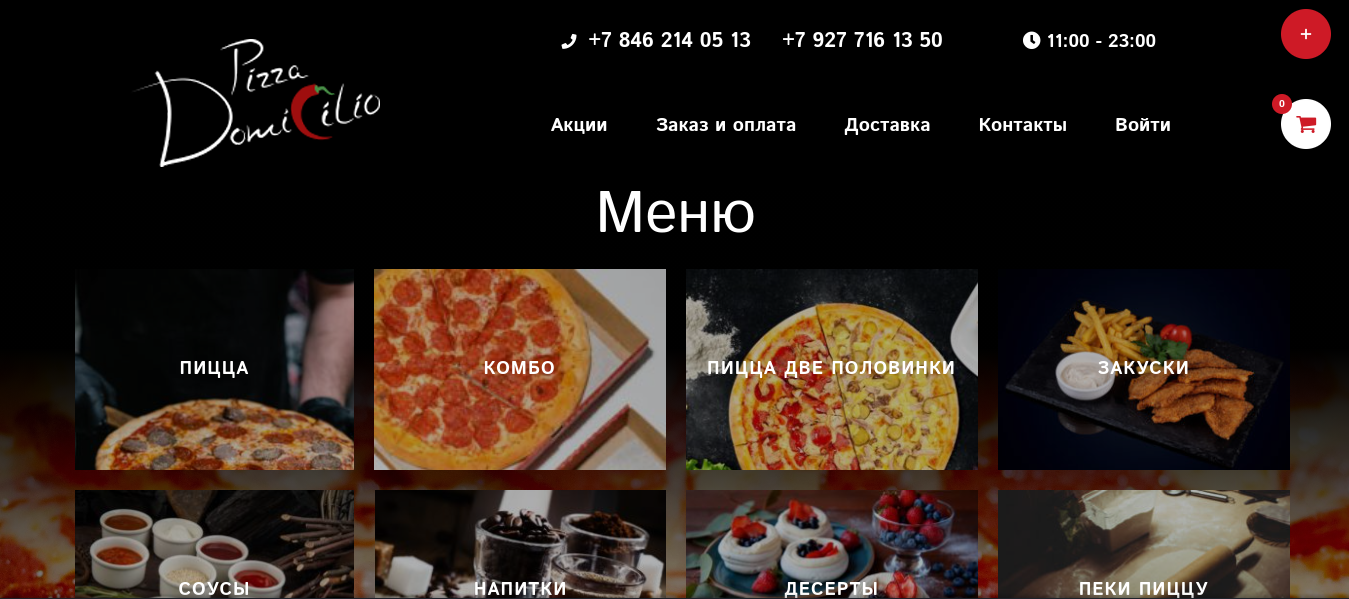 Pizza
DomiCilio
+7 846 214 05 13 +7 927 716 13 50 11:00 - 23:00
+
Акции Заказ и оплата Доставка Контакты Войти
0
Меню
ПИЦЦА КОМБО ПИЦЦА ДВЕ ПОЛОВИНКИ ЗАКУСКИ
СОУСЫ НАПИТКИ ДЕСЕРТЫ ПЕКИ ПИЦЦУ